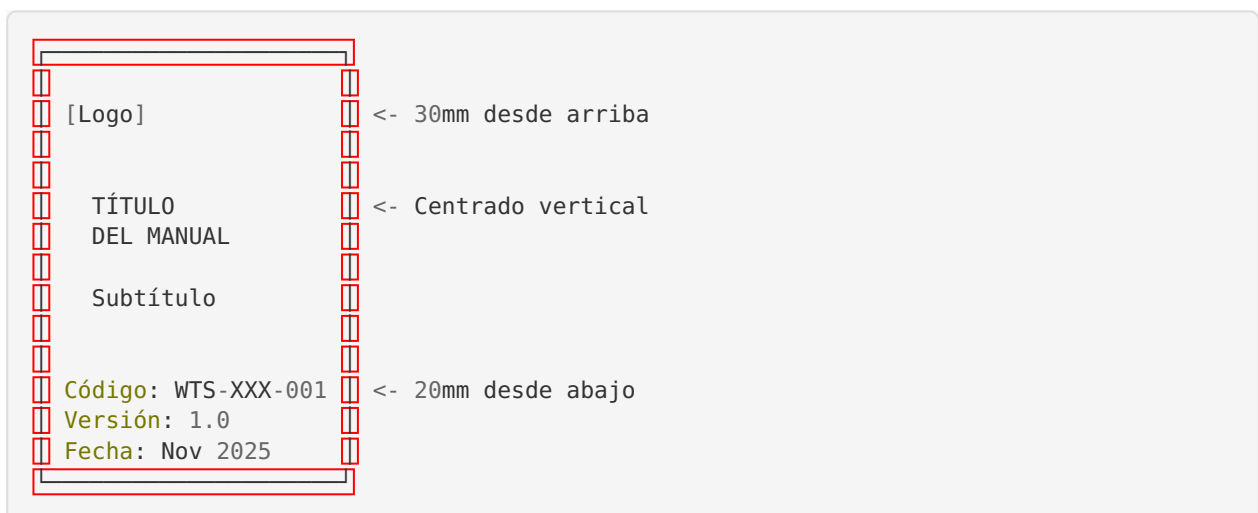 [Logo] <- 30mm desde arriba
TÍTULO <- Centrado vertical
DEL MANUAL
Subtítulo
Código: WTS-XXX-001 <- 20mm desde abajo
Versión: 1.0
Fecha: Nov 2025